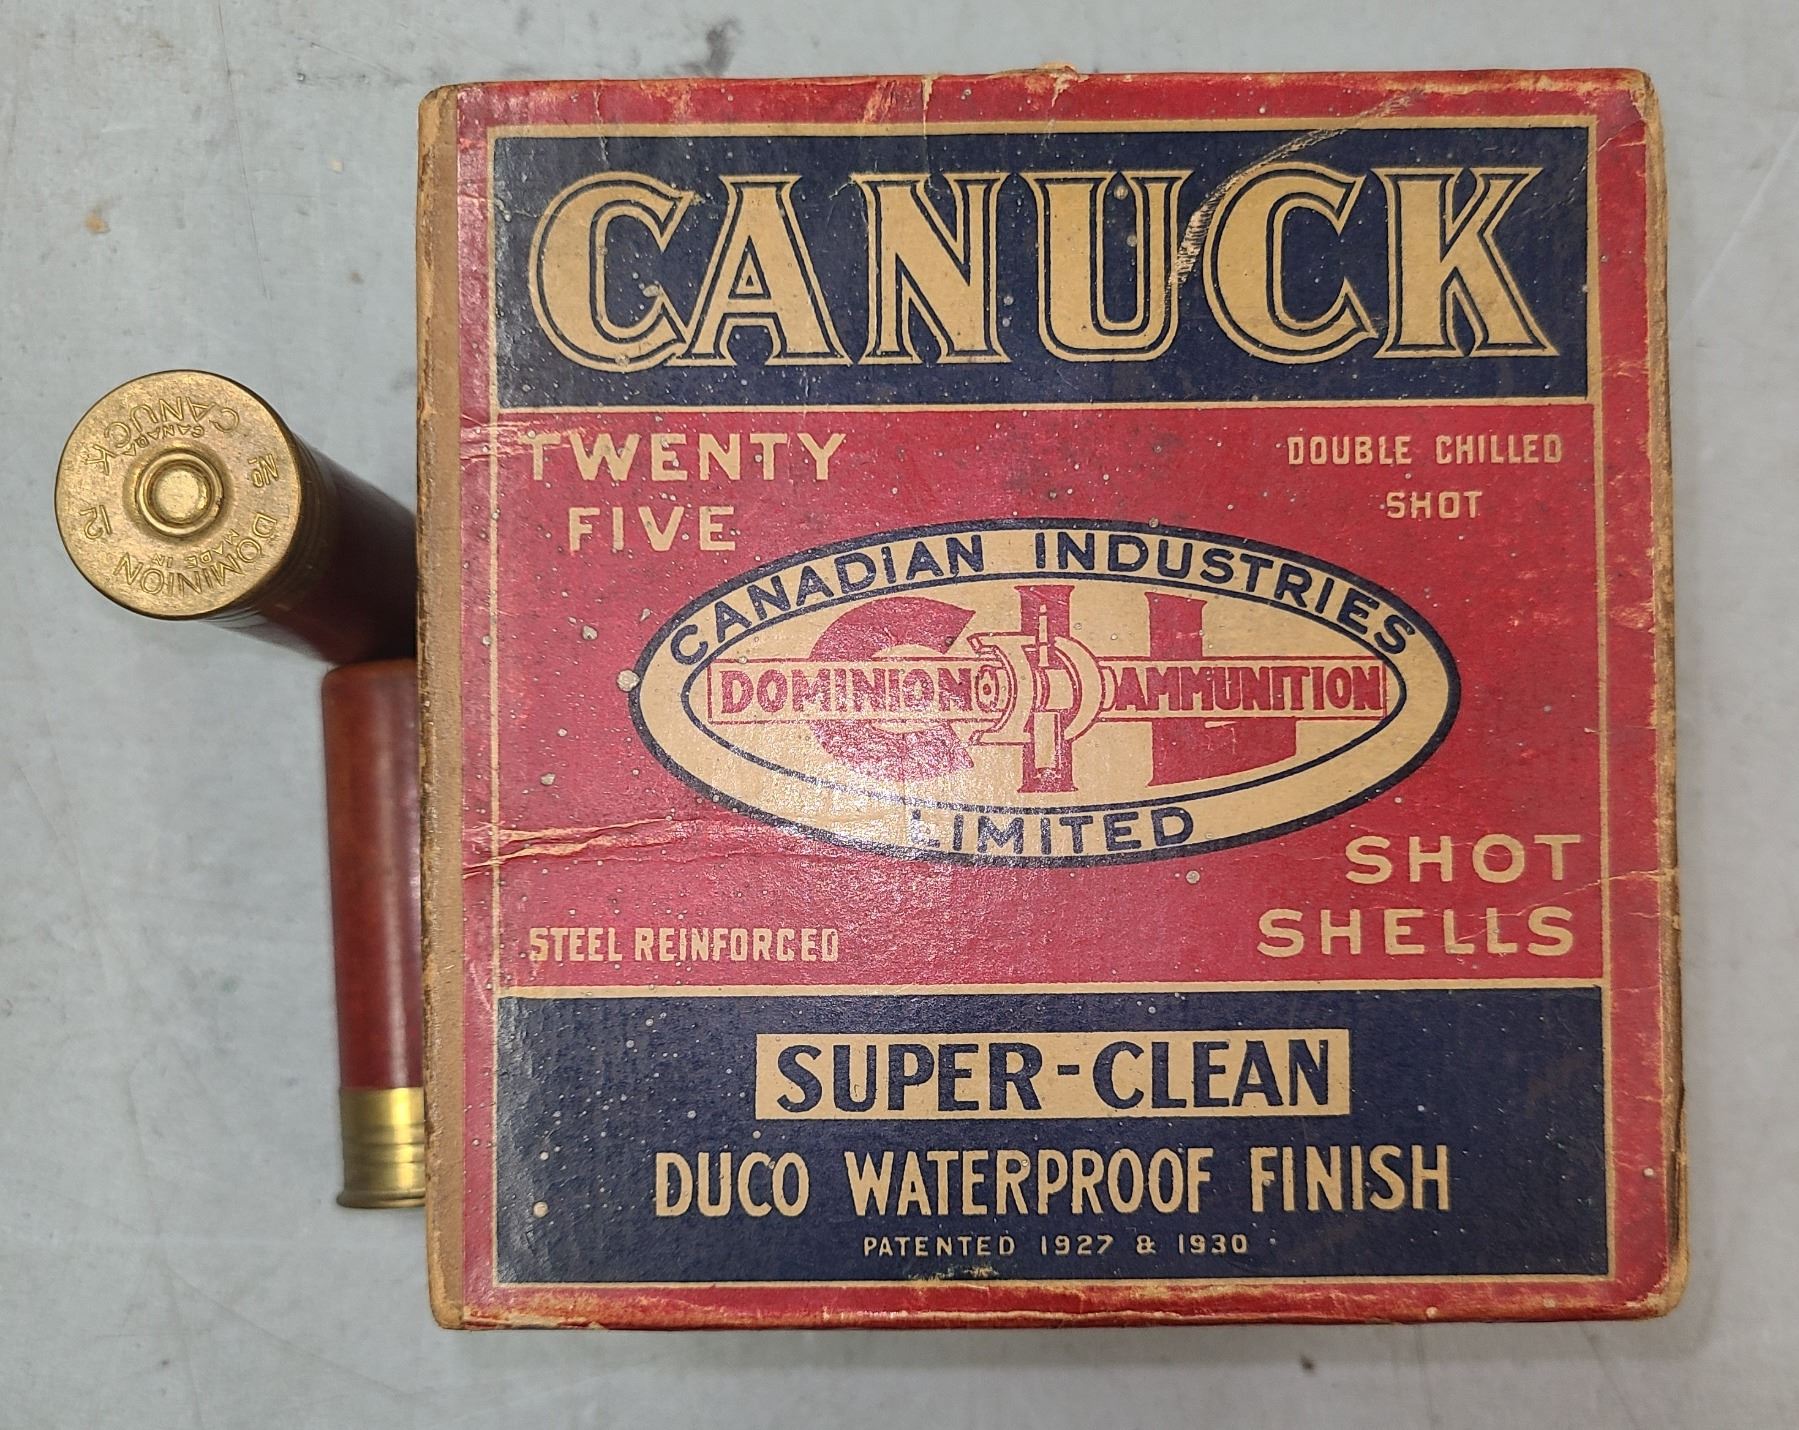 CANUCK
TWENTY
FIVE
DOUBLE CHILLED
SHOT
CANADIAN INDUSTRIES
CIL
DOMINION AMMUNITION
LIMITED
SHOT
SHELLS
STEEL REINFORCED
SUPER-CLEAN
DUCO WATERPROOF FINISH
PATENTED 1927 & 1930
DOMINION
MADE IN
No
12
CANUCK
CANADA